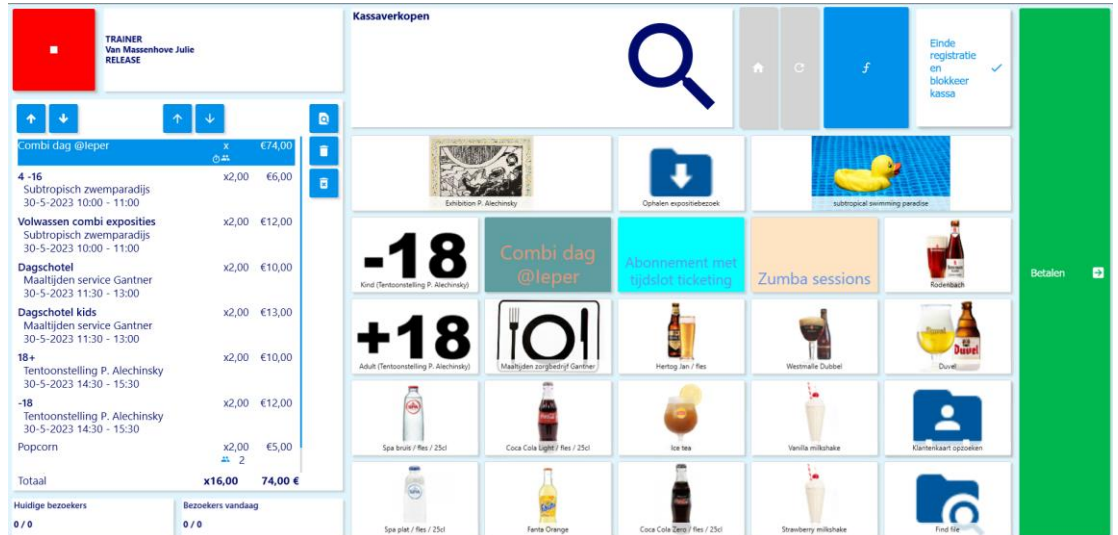 TRAINER
Van Massenhove Julie
RELEASE
Kassaverkopen
Einde
registratie
en
blokkeer
kassa
Combi dag @Ieper x €74,00
4 -16 x2,00 €6,00
Subtropisch zwemparadijs
30-5-2023 10:00 - 11:00
Volwassen combi exposities x2,00 €12,00
Subtropisch zwemparadijs
30-5-2023 10:00 - 11:00
Dagschotel x2,00 €10,00
Maaltijden service Gantner
30-5-2023 11:30 - 13:00
Dagschotel kids x2,00 €13,00
Maaltijden service Gantner
30-5-2023 11:30 - 13:00
18+ x2,00 €10,00
Tentoonstelling P. Alechinsky
30-5-2023 14:30 - 15:30
-18 x2,00 €12,00
Tentoonstelling P. Alechinsky
30-5-2023 14:30 - 15:30
Popcorn x2,00 €5,00
2
Totaal x16,00 74,00 €
Huidige bezoekers
0 / 0
Bezoekers vandaag
0 / 0
Exhibition P. Alechinsky
Ophalen expositiebezoek
subtropical swimming paradise
-18
Kind (Tentoonstelling P. Alechinsky)
Combi dag
@Ieper
Abonnement met
tijdslot ticketing
Zumba sessions
Rodenbach
+18
Adult (Tentoonstelling P. Alechinsky)
Maaltijden zorgbedrijf Gantner
Hertog Jan / fles
Westmalle Dubbel
Duvel
Duvel
Spa bruis / fles / 25cl
Coca Cola Light / fles / 25cl
Ice tea
Vanilla milkshake
Klantenkaart opzoeken
Spa plat / fles / 25cl
Fanta Orange
Coca Cola Zero / fles / 25cl
Strawberry milkshake
Find file
Betalen